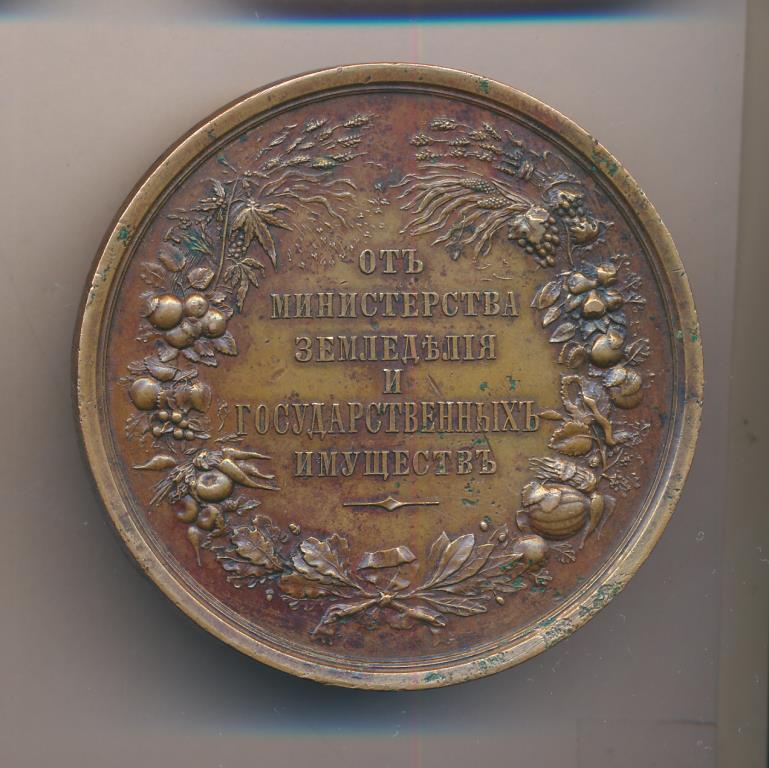 ОТЪ
МИНИСТЕРСТВА
ЗЕМЛЕДѢЛІЯ
И
ГОСУДАРСТВЕННЫХЪ
ИМУЩЕСТВЪ